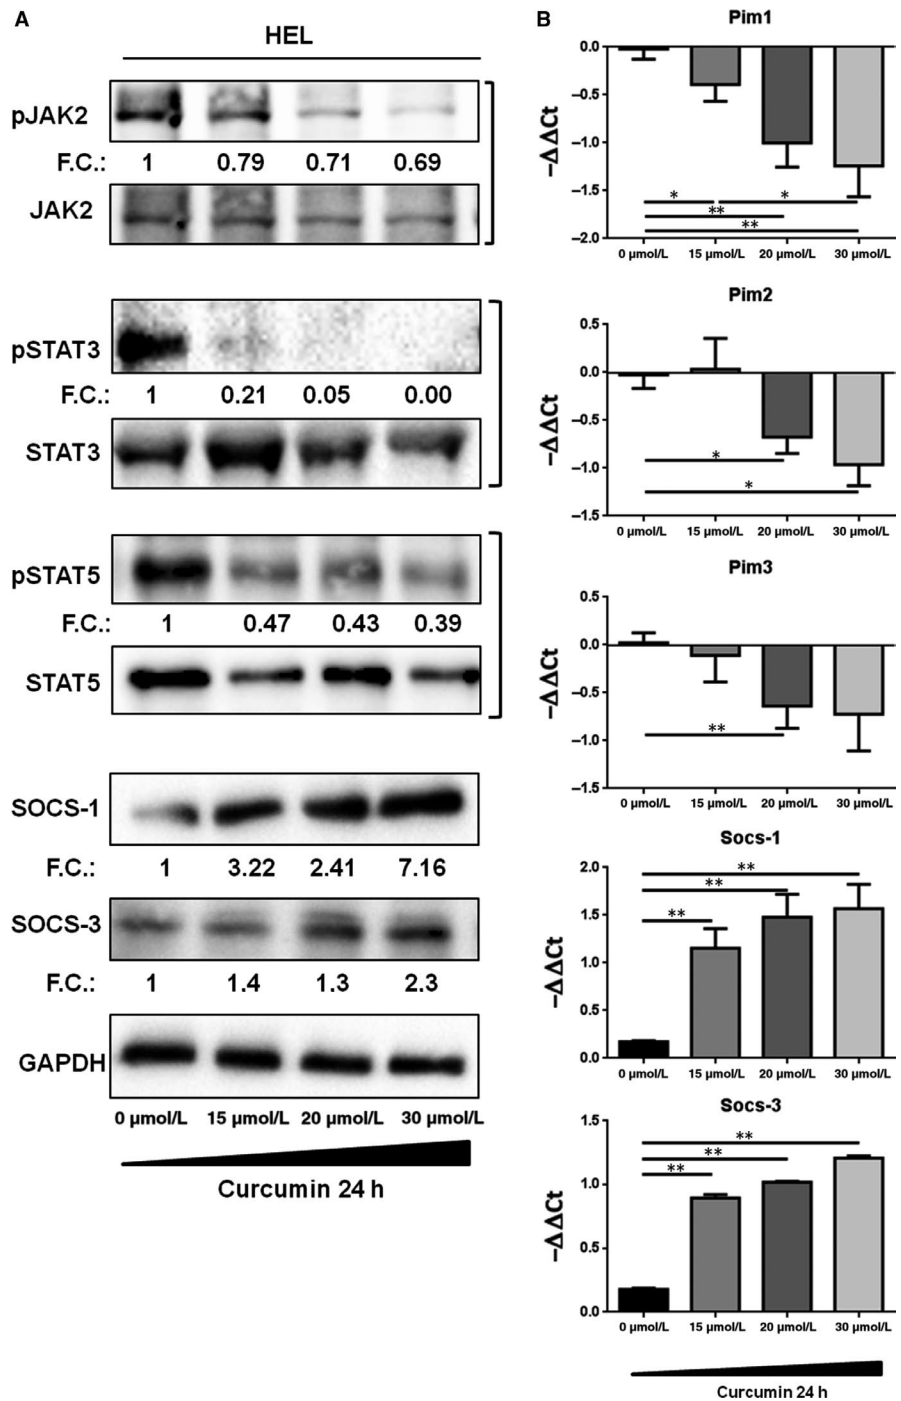 A
HEL
pJAK2
F.C.: 1 0.79 0.71 0.69
JAK2
pSTAT3
F.C.: 1 0.21 0.05 0.00
STAT3
pSTAT5
F.C.: 1 0.47 0.43 0.39
STAT5
SOCS-1
F.C.: 1 3.22 2.41 7.16
SOCS-3
F.C.: 1 1.4 1.3 2.3
GAPDH
0 µmol/L 15 µmol/L 20 µmol/L 30 µmol/L
Curcumin 24 h
B
Pim1
–ΔΔCt
0.0
–0.5
–1.0
–1.5
–2.0
* *
**
**
0 µmol/L 15 µmol/L 20 µmol/L 30 µmol/L
Pim2
–ΔΔCt
0.5
0.0
–0.5
–1.0
–1.5
*
*
0 µmol/L 15 µmol/L 20 µmol/L 30 µmol/L
Pim3
–ΔΔCt
0.5
0.0
–0.5
–1.0
–1.5
**
0 µmol/L 15 µmol/L 20 µmol/L 30 µmol/L
Socs-1
–ΔΔCt
2.0
1.5
1.0
0.5
0.0
**
**
**
0 µmol/L 15 µmol/L 20 µmol/L 30 µmol/L
Socs-3
–ΔΔCt
1.5
1.0
0.5
0.0
**
**
**
0 µmol/L 15 µmol/L 20 µmol/L 30 µmol/L
Curcumin 24 h